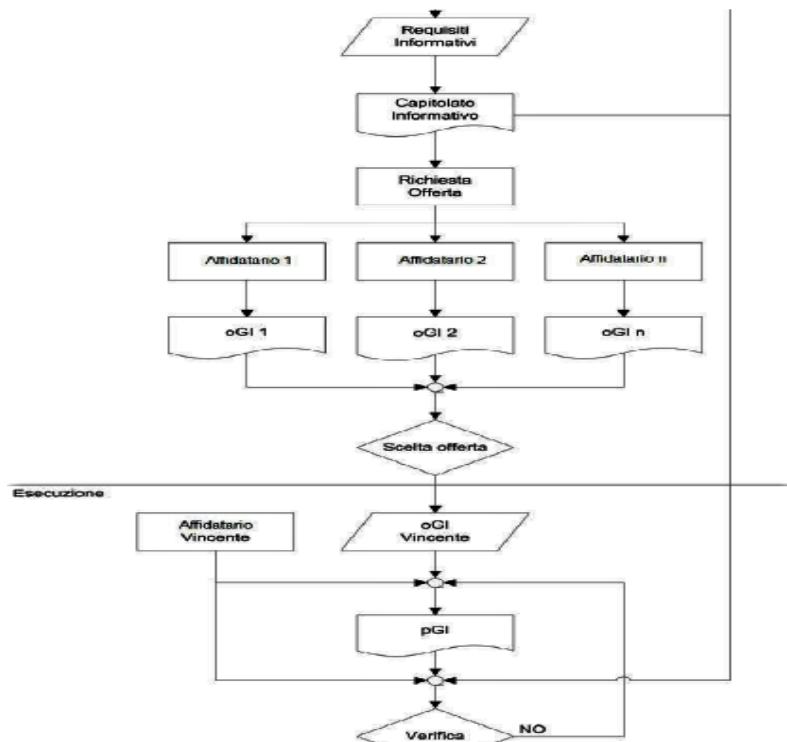 Requisiti
Informativi
Capitolato
Informativo
Richiesta
Offerta
Affidatario 1
Affidatario 2
Affidatario n
oGI 1
oGI 2
oGI n
Scelta offerta
Esecuzione
Affidatario
Vincente
oGI
Vincente
pGI
Verifica
NO